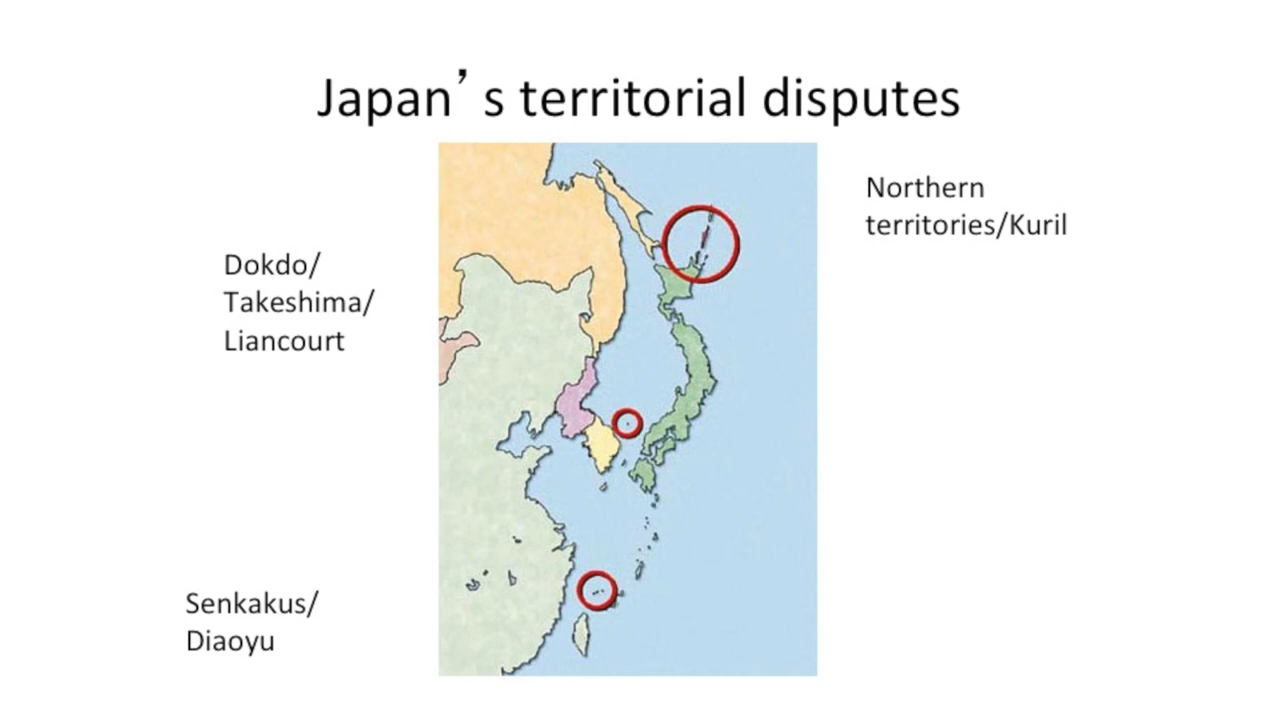 Japan’s territorial disputes
Northern
territories/Kuril
Dokdo/
Takeshima/
Liancourt
Senkakus/
Diaoyu